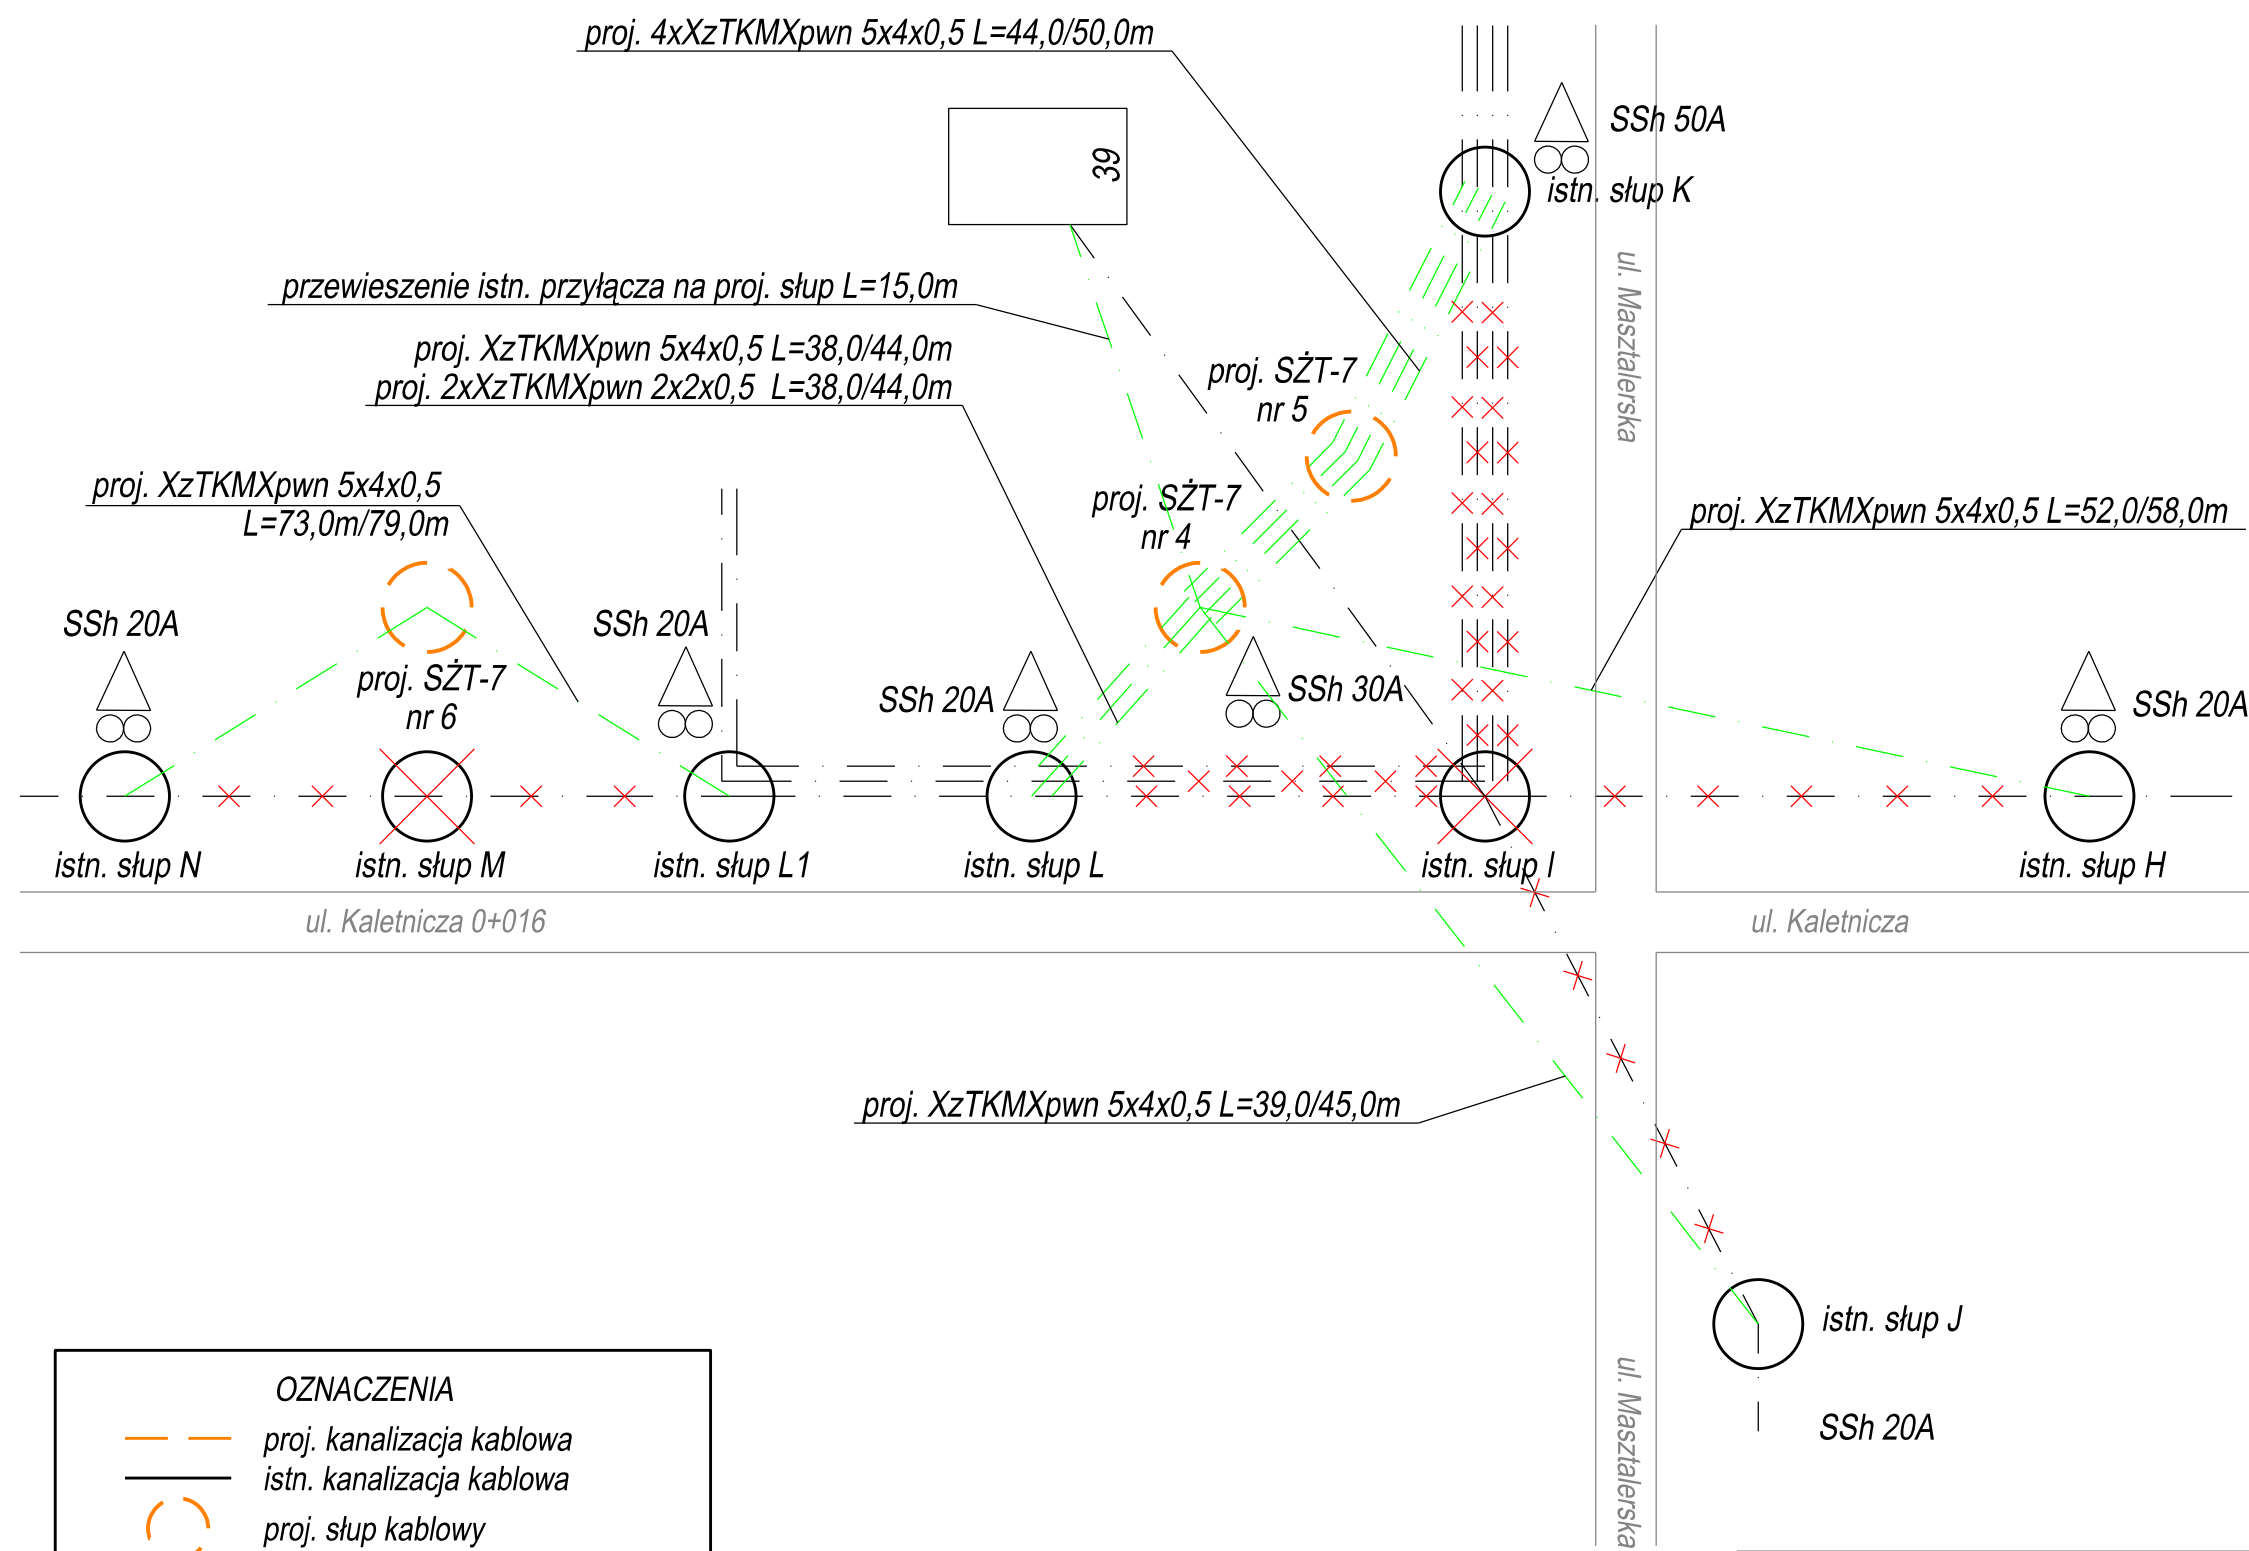 proj. 4xXzTKMXpwn 5x4x0,5 L=44,0/50,0m
SSh 50A
39
istn. słup K
ul. Masztalerska
przewieszenie istn. przyłącza na proj. słup L=15,0m
proj. XzTKMXpwn 5x4x0,5 L=38,0/44,0m
proj. 2xXzTKMXpwn 2x2x0,5 L=38,0/44,0m
proj. SŻT-7
nr 5
proj. XzTKMXpwn 5x4x0,5
L=73,0m/79,0m
proj. SŻT-7
nr 4
proj. XzTKMXpwn 5x4x0,5 L=52,0/58,0m
SSh 20A
SSh 20A
proj. SŻT-7
nr 6
SSh 20A
SSh 30A
SSh 20A
istn. słup N
istn. słup M
istn. słup L1
istn. słup L
istn. słup I
istn. słup H
ul. Kaletnicza 0+016
ul. Kaletnicza
proj. XzTKMXpwn 5x4x0,5 L=39,0/45,0m
istn. słup J
SSh 20A
ul. Masztalerska
OZNACZENIA
proj. kanalizacja kablowa
istn. kanalizacja kablowa
proj. słup kablowy